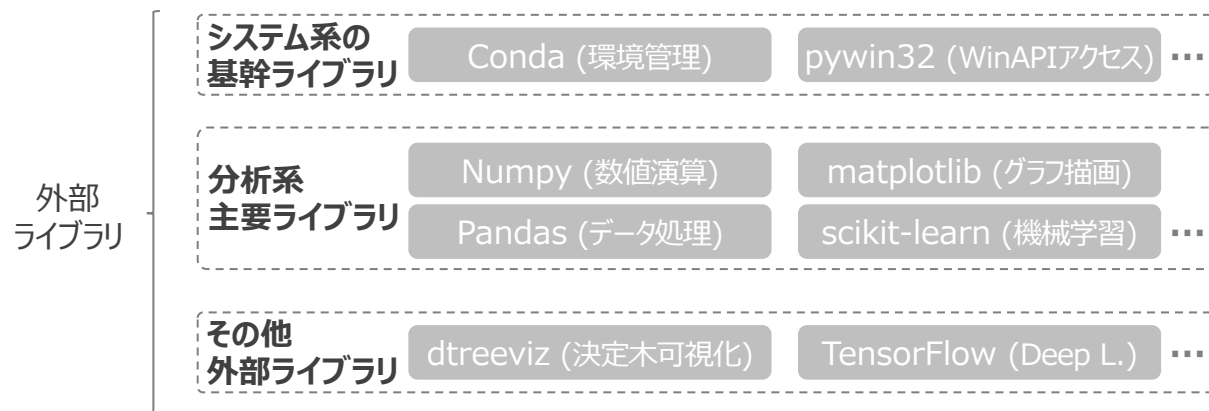 システム系の
基幹ライブラリ
Conda (環境管理)
pywin32 (WinAPIアクセス)
…
外部
ライブラリ
分析系
主要ライブラリ
Numpy (数値演算)
matplotlib (グラフ描画)
Pandas (データ処理)
scikit-learn (機械学習)
…
その他
外部ライブラリ
dtreeviz (決定木可視化)
TensorFlow (Deep L.)
…